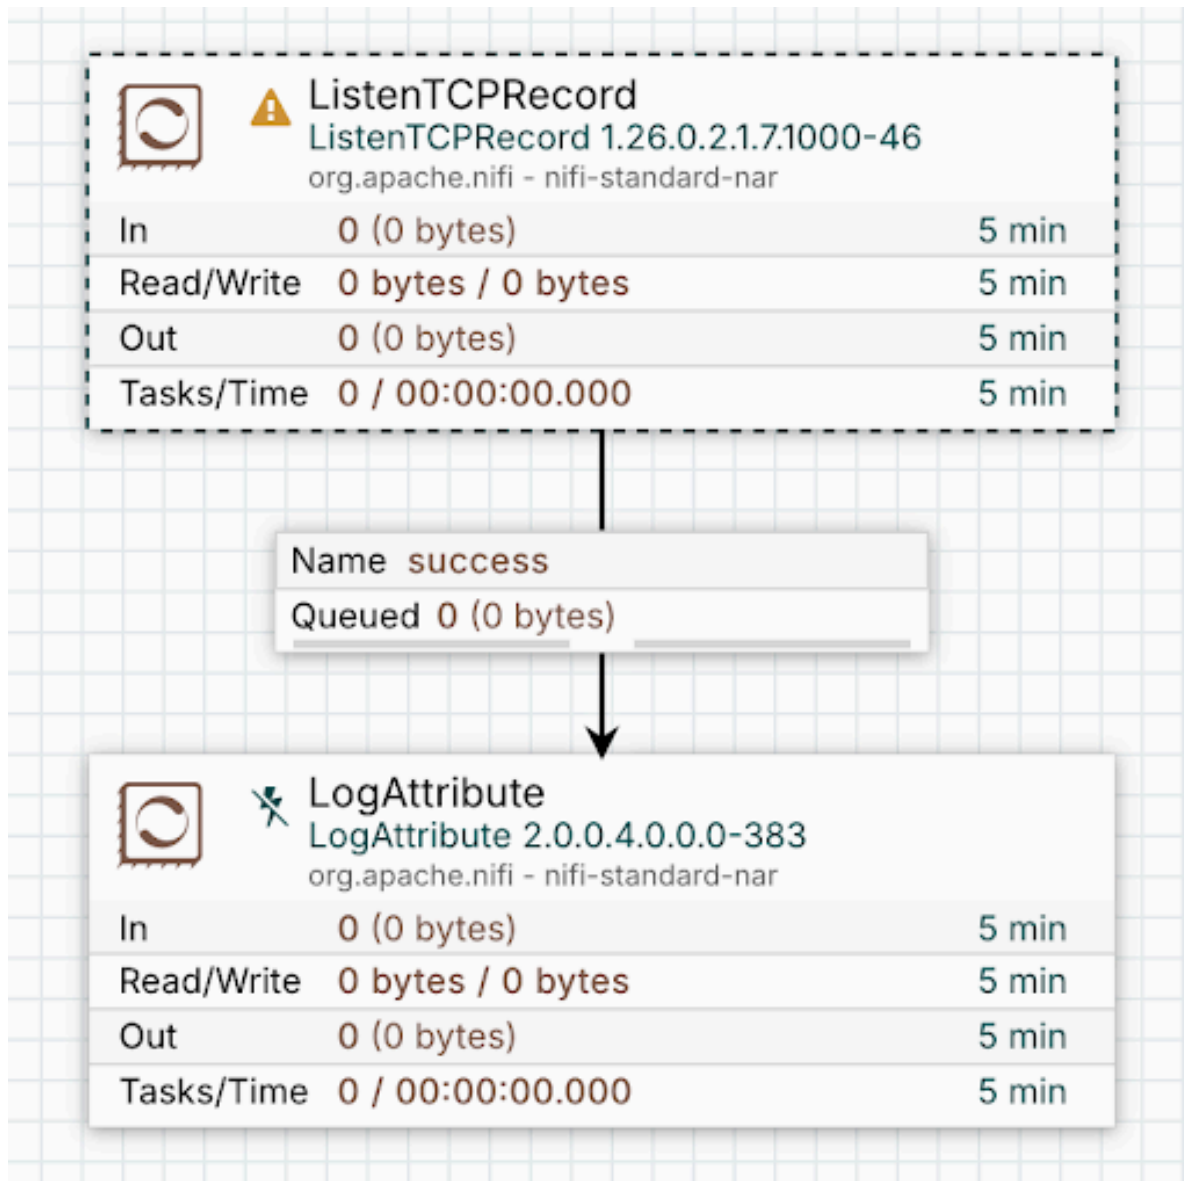 ListenTCPRecord
ListenTCPRecord 1.26.0.2.1.7.1000-46
org.apache.nifi - nifi-standard-nar
In 0 (0 bytes) 5 min
Read/Write 0 bytes / 0 bytes 5 min
Out 0 (0 bytes) 5 min
Tasks/Time 0 / 00:00:00.000 5 min
Name success
Queued 0 (0 bytes)
LogAttribute
LogAttribute 2.0.0.4.0.0.0-383
org.apache.nifi - nifi-standard-nar
In 0 (0 bytes) 5 min
Read/Write 0 bytes / 0 bytes 5 min
Out 0 (0 bytes) 5 min
Tasks/Time 0 / 00:00:00.000 5 min